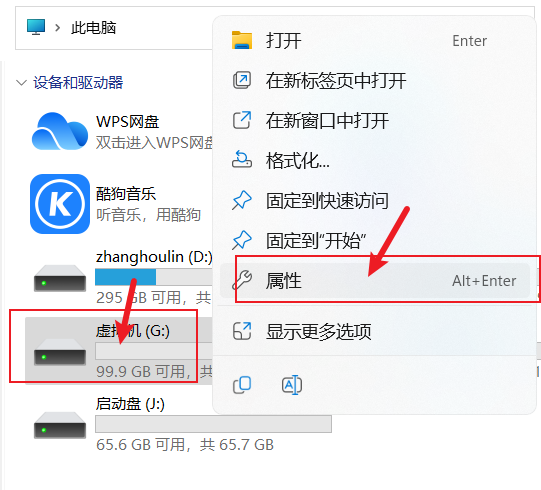 此电脑
设备和驱动器
WPS网盘
双击进入WPS网盘
酷狗音乐
听音乐，用酷狗
zhanghoulin (D:)
295 GB 可用，共
虚拟机 (G:)
99.9 GB 可用，共
启动盘 (J:)
65.6 GB 可用，共 65.7 GB
打开 Enter
在新标签页中打开
在新窗口中打开
格式化...
固定到快速访问
固定到“开始”
属性 Alt+Enter
显示更多选项